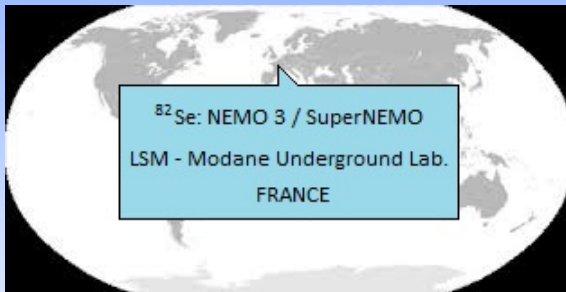 ⁸²Se: NEMO 3 / SuperNEMO
LSM - Modane Underground Lab.
FRANCE